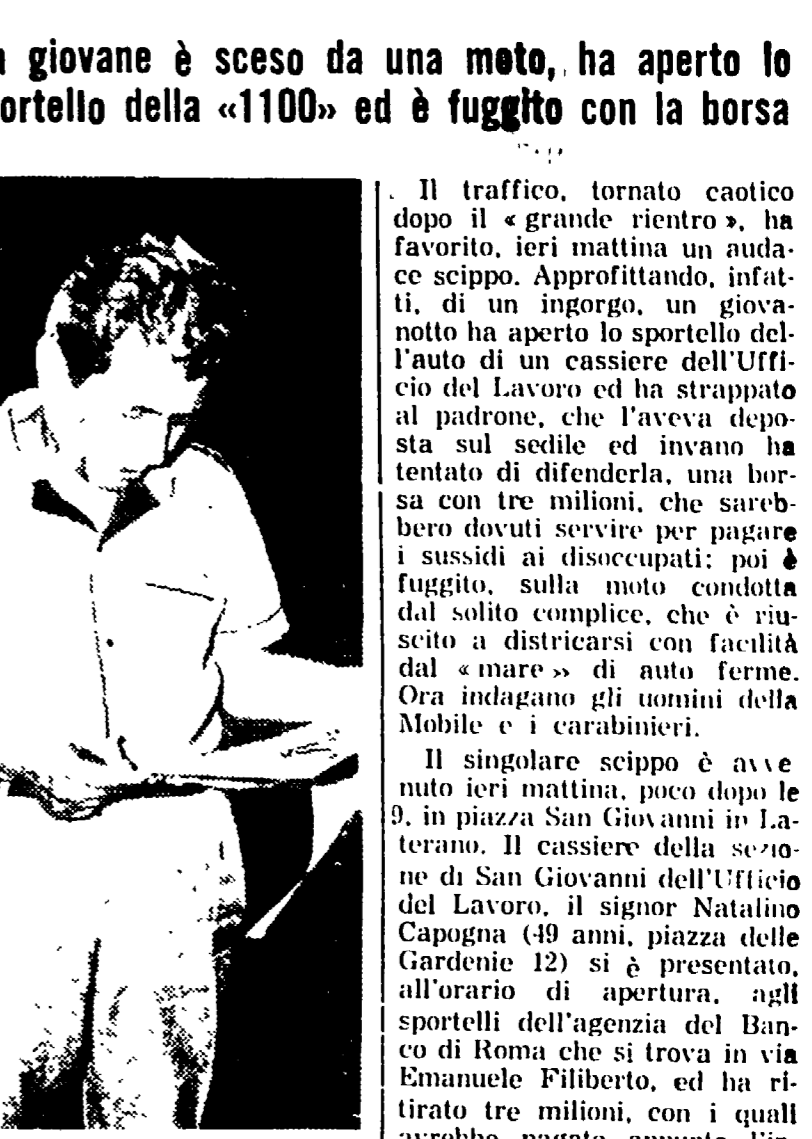 giovane è sceso da una moto, ha aperto lo
ortello della «1100» ed è fuggito con la borsa
Il traffico, tornato caotico
dopo il « grande rientro », ha
favorito, ieri mattina un auda-
ce scippo. Approfittando, infat-
ti, di un ingorgo, un giova-
notto ha aperto lo sportello del-
l'auto di un cassiere dell'Uffi-
cio del Lavoro ed ha strappato
al padrone, che l'aveva depo-
sta sul sedile ed invano ha
tentato di difenderla, una bor-
sa con tre milioni, che sareb-
bero dovuti servire per pagare
i sussidi ai disoccupati; poi è
fuggito, sulla moto condotta
dal solito complice, che è riu-
scito a districarsi con facilità
dal « mare » di auto ferme.
Ora indagano gli uomini della
Mobile e i carabinieri.
Il singolare scippo è avve
nuto ieri mattina, poco dopo le
9, in piazza San Giovanni in La-
terano. Il cassiere della sezio-
ne di San Giovanni dell'Ufficio
del Lavoro, il signor Natalino
Capogna (49 anni, piazza delle
Gardenie 12) si è presentato,
all'orario di apertura, agli
sportelli dell'agenzia del Ban-
co di Roma che si trova in via
Emanuele Filiberto, ed ha ri-
tirato tre milioni, con i quali